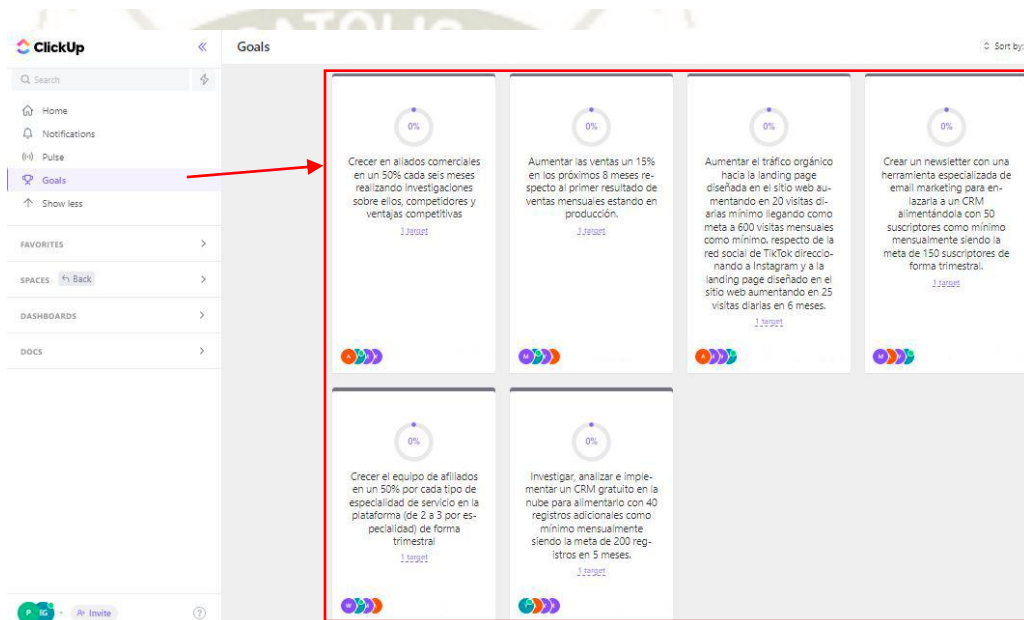 CATOLIC
ClickUp
Goals
Sort by:
Search
Home
Notifications
Pulse
Goals
Show less
FAVORITES
SPACES Back
DASHBOARDS
DOCS
0%
Crecer en aliados comerciales
en un 50% cada seis meses
realizando investigaciones
sobre ellos, competidores y
ventajas competitivas
1 target
A
0%
Aumentar las ventas un 15%
en los próximos 8 meses re-
specto al primer resultado de
ventas mensuales estando en
producción.
1 target
M
0%
Aumentar el tráfico orgánico
hacia la landing page
diseñada en el sitio web au-
mentando en 20 visitas di-
arias mínimo llegando como
meta a 600 visitas mensuales
como mínimo, respecto de la
red social de TikTok direccio-
nando a Instagram y a la
landing page diseñado en el
sitio web aumentando en 25
visitas diarias en 6 meses.
1 target
A
0%
Crear un newsletter con una
herramienta especializada de
email marketing para en-
lazarla a un CRM
alimentándola con 50
suscriptores como mínimo
mensualmente siendo la
meta de 150 suscriptores de
forma trimestral.
1 target
M
0%
Crecer el equipo de afiliados
en un 50% por cada tipo de
especialidad de servicio en la
plataforma (de 2 a 3 por es-
pecialidad) de forma
trimestral
1 target
0%
Investigar, analizar e imple-
mentar un CRM gratuito en la
nube para alimentarlo con 40
registros adicionales como
mínimo mensualmente
siendo la meta de 200 reg-
istros en 5 meses.
1 target
P
Invite